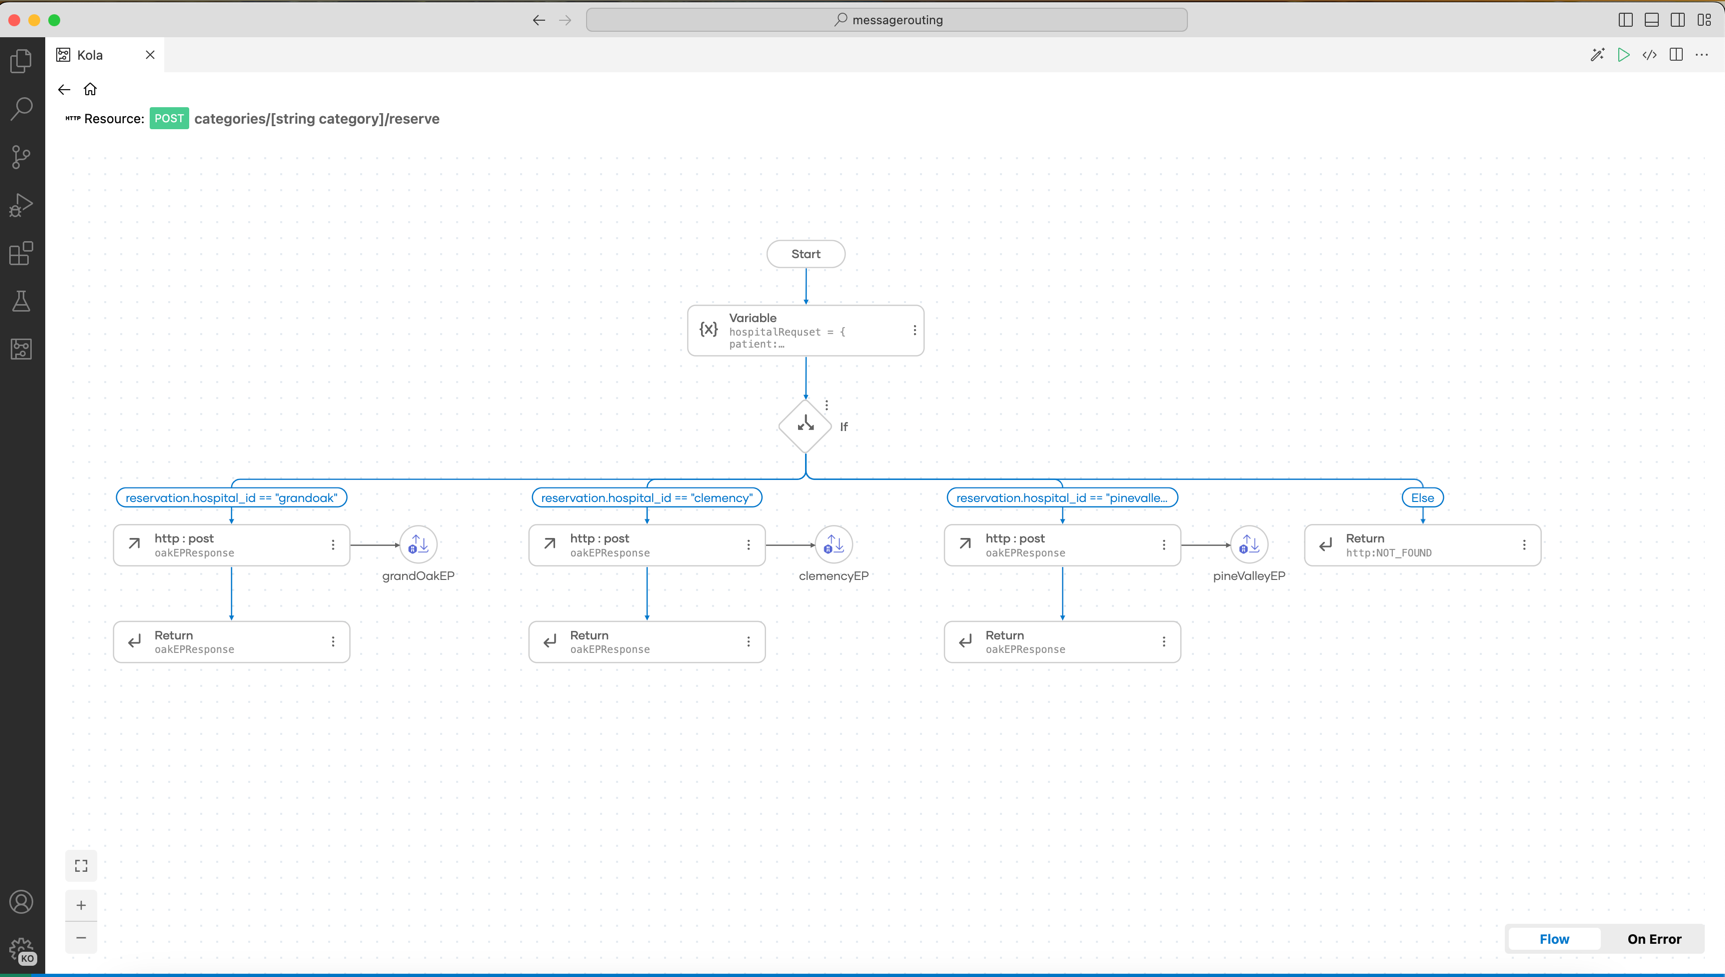 messagerouting
Kola
HTTP Resource: POST categories/[string category]/reserve
Start
{x} Variable
hospitalRequset = {
patient:…
If
reservation.hospital_id == "grandoak"
reservation.hospital_id == "clemency"
reservation.hospital_id == "pinevalle...
Else
http : post
oakEPResponse
grandOakEP
http : post
oakEPResponse
clemencyEP
http : post
oakEPResponse
pineValleyEP
Return
http:NOT_FOUND
Return
oakEPResponse
Return
oakEPResponse
Return
oakEPResponse
KO
Flow
On Error